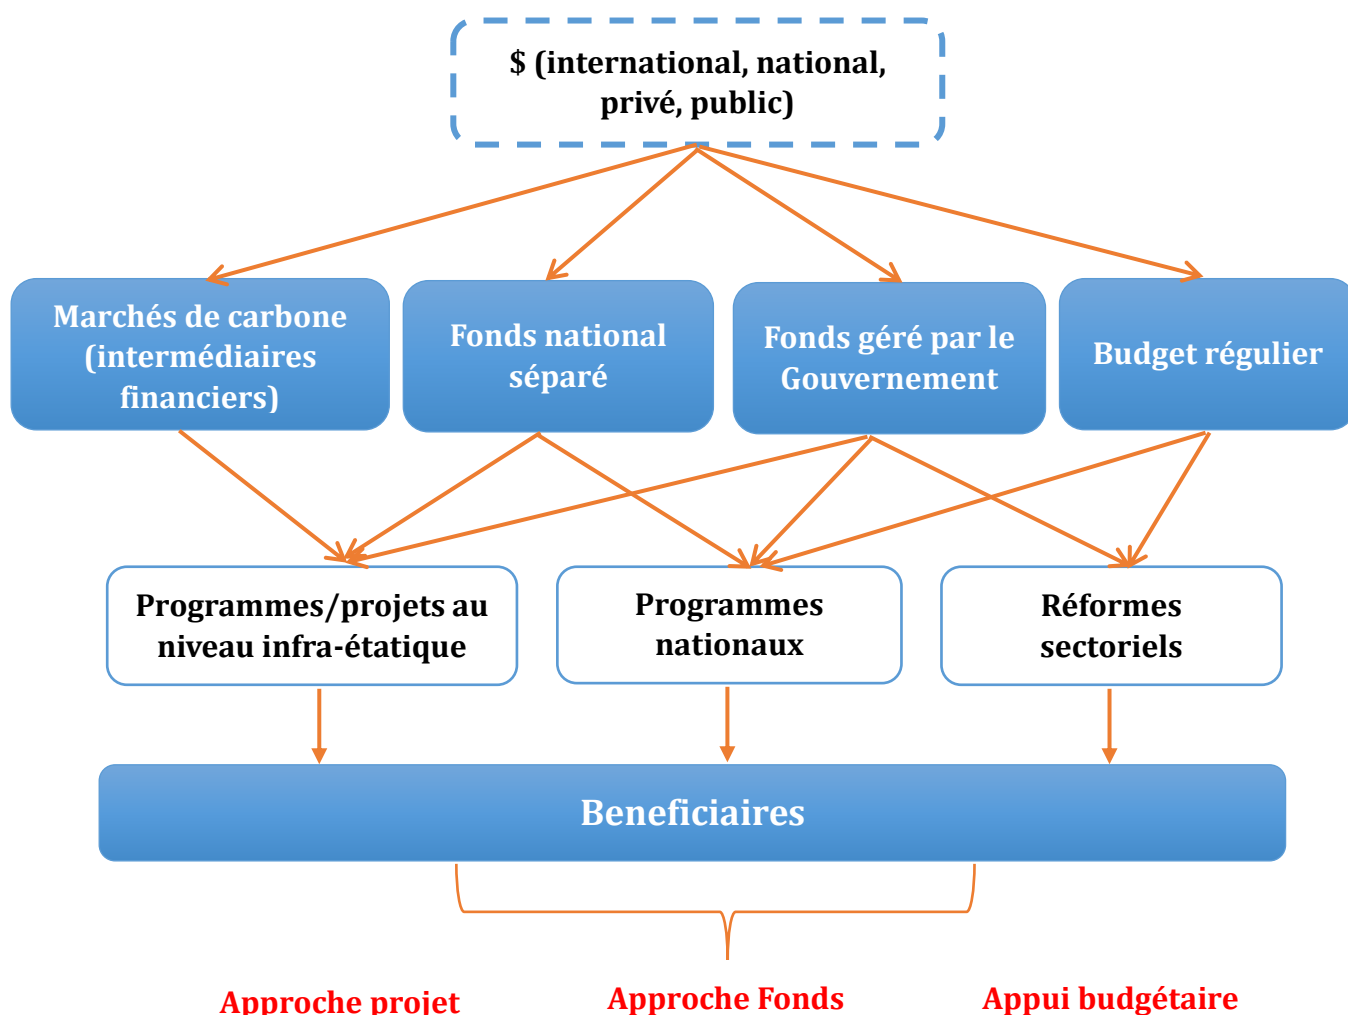 $ (international, national,
privé, public)
Marchés de carbone
(intermédiaires
financiers)
Fonds national
séparé
Fonds géré par le
Gouvernement
Budget régulier
Programmes/projets au
niveau infra-étatique
Programmes
nationaux
Réformes
sectoriels
Beneficiaires
Approche projet
Approche Fonds
Appui budgétaire